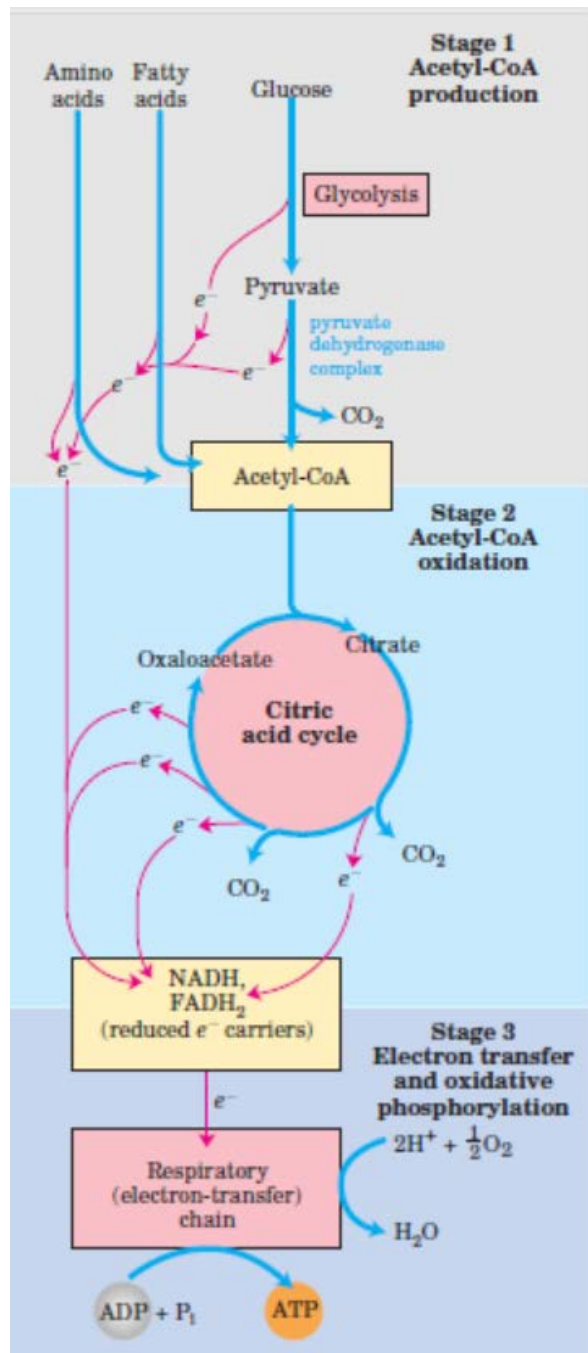 Stage 1
Acetyl-CoA
production
Amino
acids
Fatty
acids
Glucose
Glycolysis
e⁻
Pyruvate
pyruvate
dehydrogenase
complex
e⁻
e⁻
CO₂
e⁻
Acetyl-CoA
Stage 2
Acetyl-CoA
oxidation
Oxaloacetate
Citrate
Citric
acid cycle
e⁻
e⁻
e⁻
e⁻
CO₂
CO₂
NADH,
FADH₂
(reduced e⁻ carriers)
Stage 3
Electron transfer
and oxidative
phosphorylation
e⁻
2H⁺ + ½O₂
Respiratory
(electron-transfer)
chain
H₂O
ADP + Pᵢ
ATP